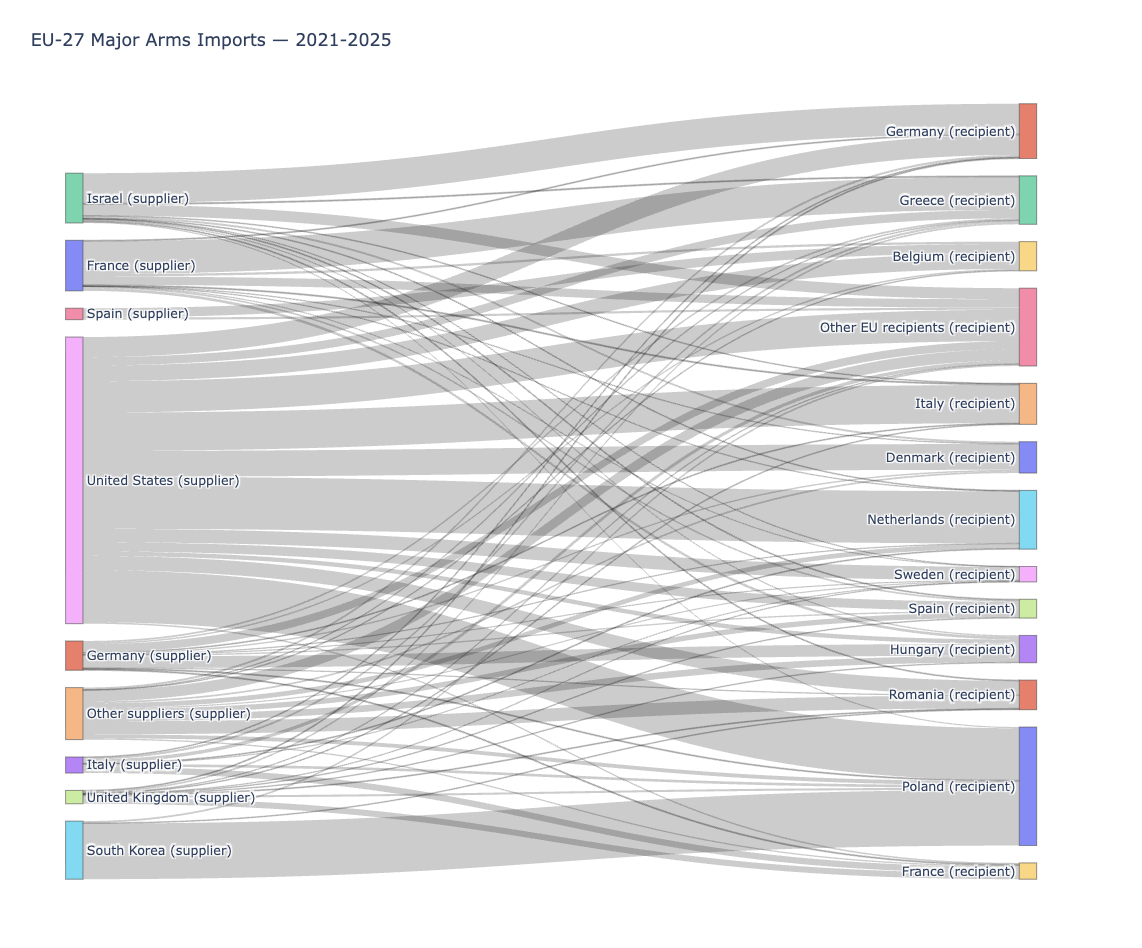 EU-27 Major Arms Imports — 2021-2025
Israel (supplier)
France (supplier)
Spain (supplier)
United States (supplier)
Germany (supplier)
Other suppliers (supplier)
Italy (supplier)
United Kingdom (supplier)
South Korea (supplier)
Germany (recipient)
Greece (recipient)
Belgium (recipient)
Other EU recipients (recipient)
Italy (recipient)
Denmark (recipient)
Netherlands (recipient)
Sweden (recipient)
Spain (recipient)
Hungary (recipient)
Romania (recipient)
Poland (recipient)
France (recipient)